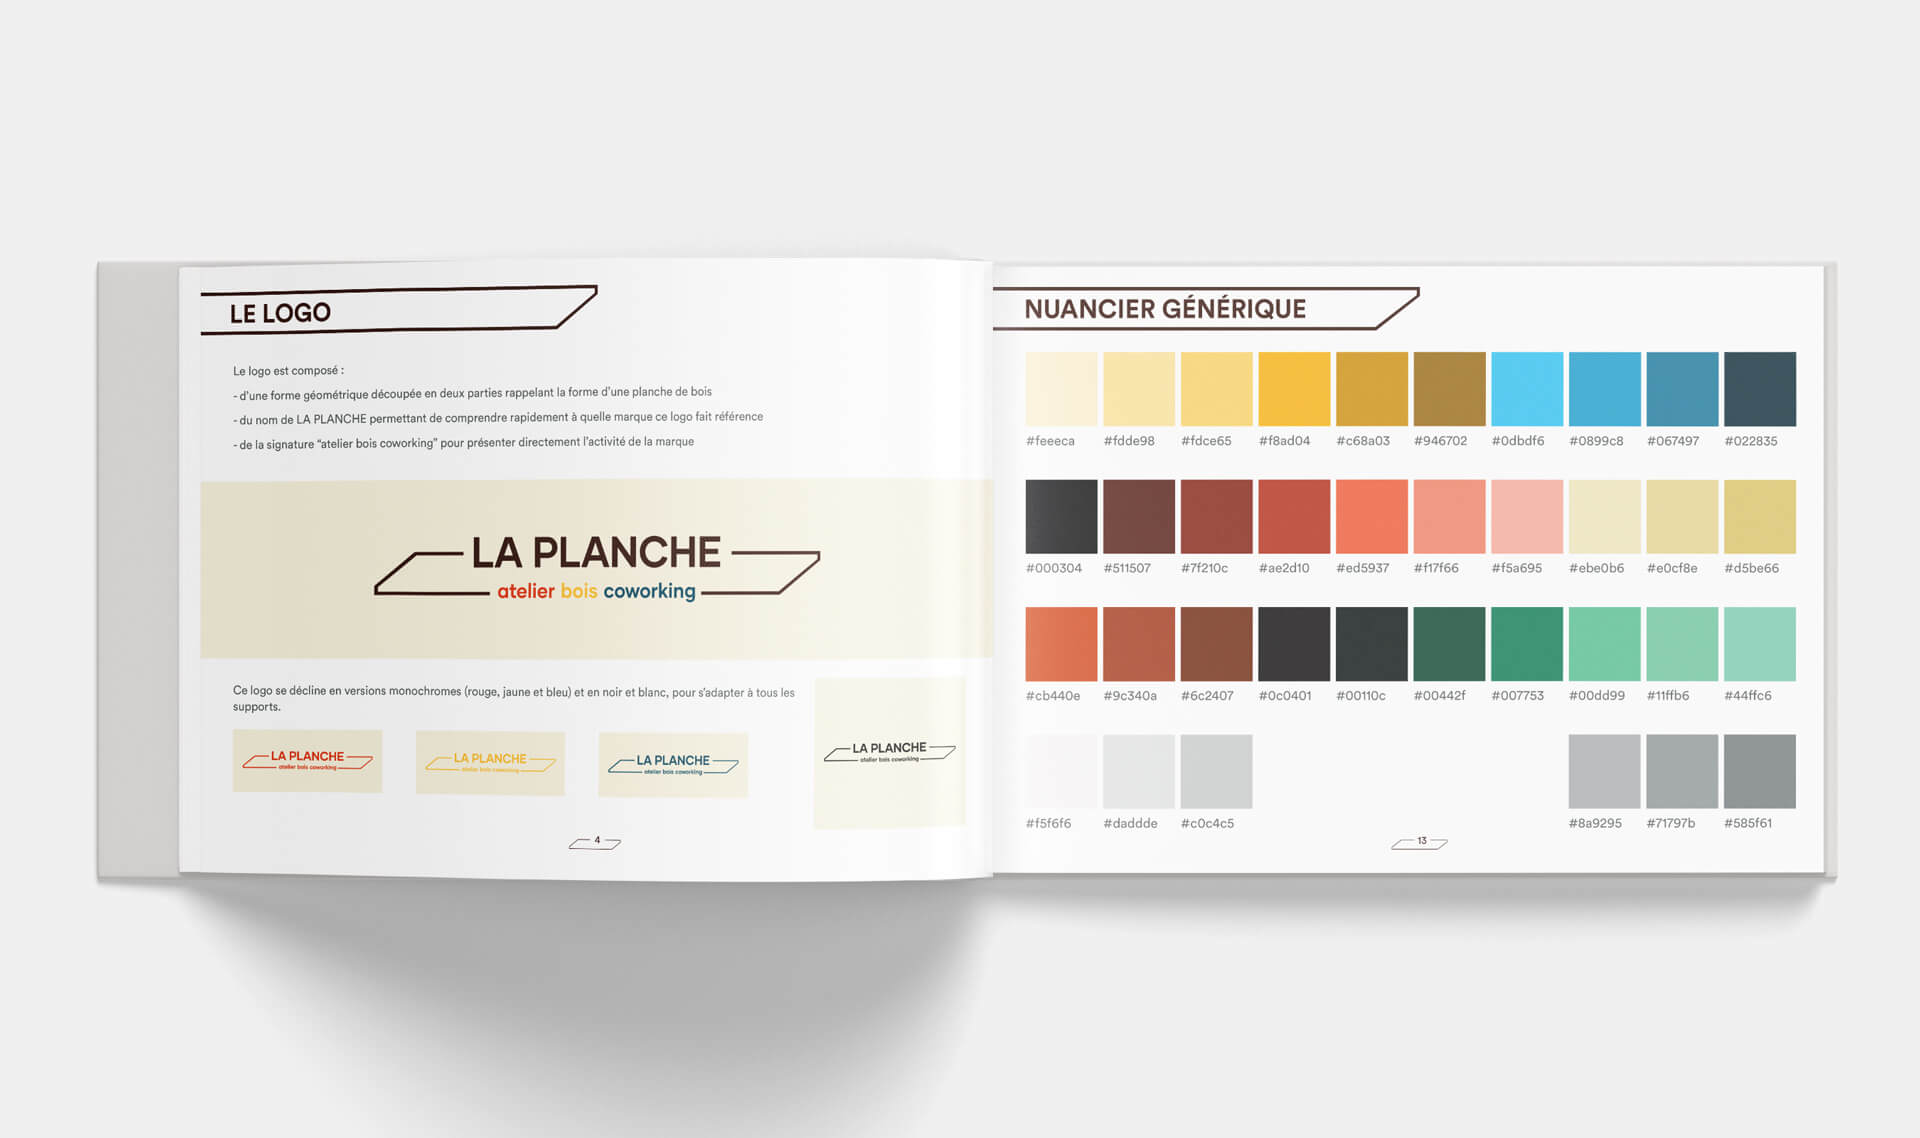 LE LOGO
Le logo est composé :
- d'une forme géométrique découpée en deux parties rappelant la forme d'une planche de bois
- du nom de LA PLANCHE permettant de comprendre rapidement à quelle marque ce logo fait référence
- de la signature “atelier bois coworking” pour présenter directement l'activité de la marque
LA PLANCHE
atelier bois coworking
Ce logo se décline en versions monochromes (rouge, jaune et bleu) et en noir et blanc, pour s'adapter à tous les
supports.
LA PLANCHE
atelier bois coworking
LA PLANCHE
atelier bois coworking
LA PLANCHE
atelier bois coworking
LA PLANCHE
atelier bois coworking
4
NUANCIER GÉNÉRIQUE
#feeeca #fdde98 #fdce65 #f8ad04 #c68a03 #946702 #0dbdf6 #0899c8 #067497 #022835
#000304 #511507 #7f210c #ae2d10 #ed5937 #f17f66 #f5a695 #ebe0b6 #e0cf8e #d5be66
#cb440e #9c340a #6c2407 #0c0401 #00110c #00442f #007753 #00dd99 #11ffb6 #44ffc6
#f5f6f6 #daddde #c0c4c5 #8a9295 #71797b #585f61
13